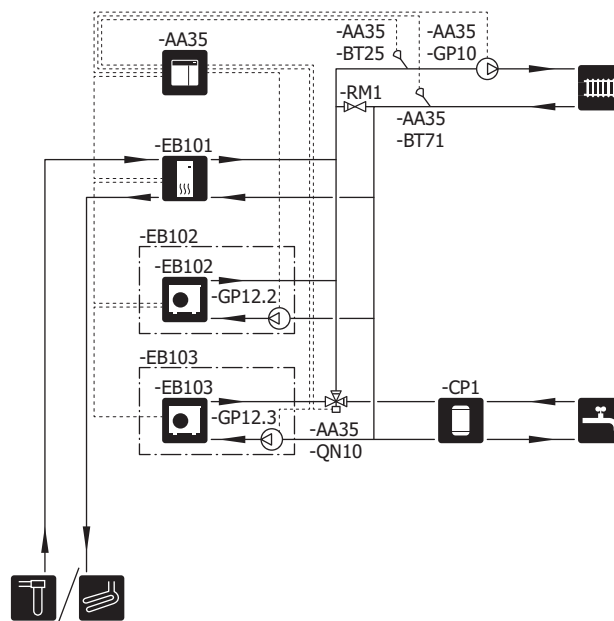 -AA35
-AA35
-BT25
-AA35
-GP10
-RM1
-AA35
-BT71
-EB101
-EB102
-EB102
-GP12.2
-EB103
-EB103
-GP12.3
-CP1
-AA35
-QN10